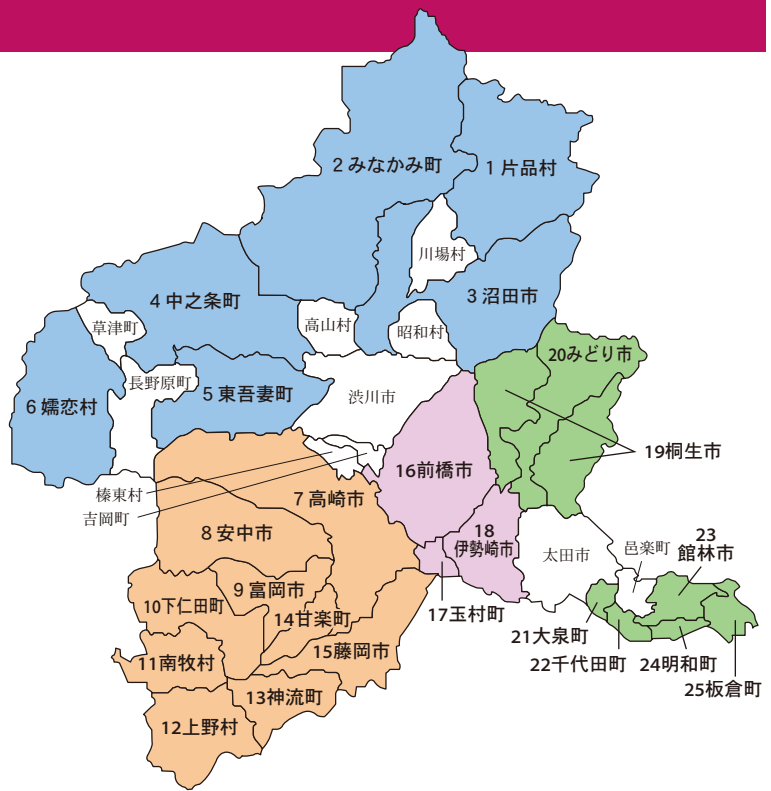 2 みなかみ町
1 片品村
川場村
4 中之条町
3 沼田市
草津町
高山村
昭和村
20みどり市
長野原町
6 嬬恋村
5 東吾妻町
渋川市
19桐生市
16前橋市
榛東村
7 高崎市
吉岡町
8 安中市
18
伊勢崎市
太田市
邑楽町
23
館林市
9 富岡市
10下仁田町
14甘楽町
17玉村町
21大泉町
15藤岡市
11南牧村
22千代田町
24明和町
25板倉町
13神流町
12上野村